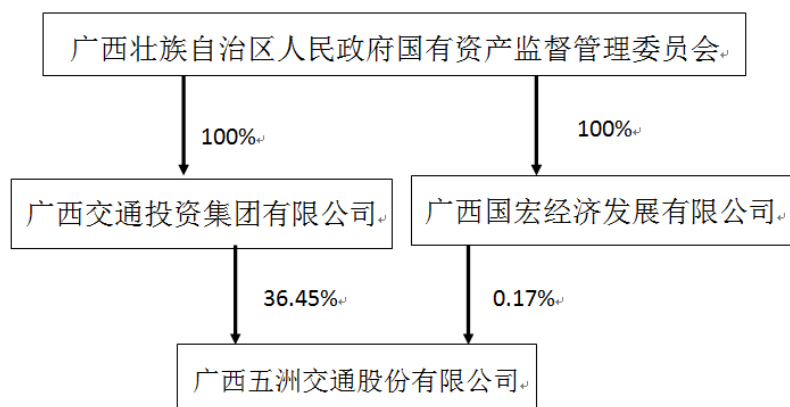 广西壮族自治区人民政府国有资产监督管理委员会
100%
100%
广西交通投资集团有限公司
广西国宏经济发展有限公司
36.45%
0.17%
广西五洲交通股份有限公司